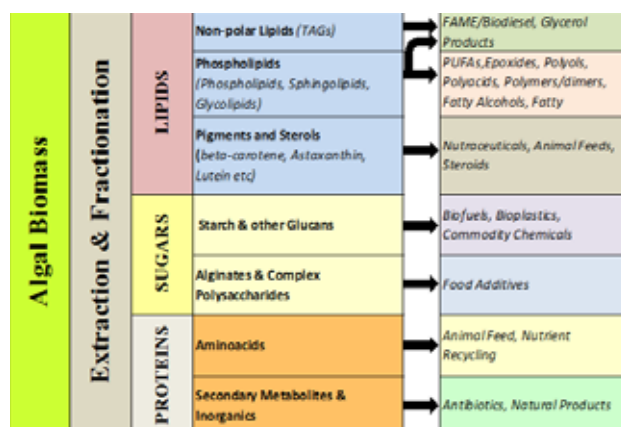 Algal Biomass
Extraction & Fractionation
LIPIDS
Non-polar Lipids (TAGs)
FAME/Biodiesel, Glycerol
Products
Phospholipids
(Phospholipids, Sphingolipids,
Glycolipids)
PUFAs,Epoxides, Polyols,
Polyacids, Polymers/dimers,
Fatty Alcohols, Fatty
Pigments and Sterols
(beta-carotene, Astaxanthin,
Lutein etc)
Nutraceuticals, Animal Feeds,
Steroids
SUGARS
Starch & other Glucans
Biofuels, Bioplastics,
Commodity Chemicals
Alginates & Complex
Polysaccharides
Food Additives
PROTEINS
Aminoacids
Animal Feed, Nutrient
Recycling
Secondary Metabolites &
Inorganics
Antibiotics, Natural Products